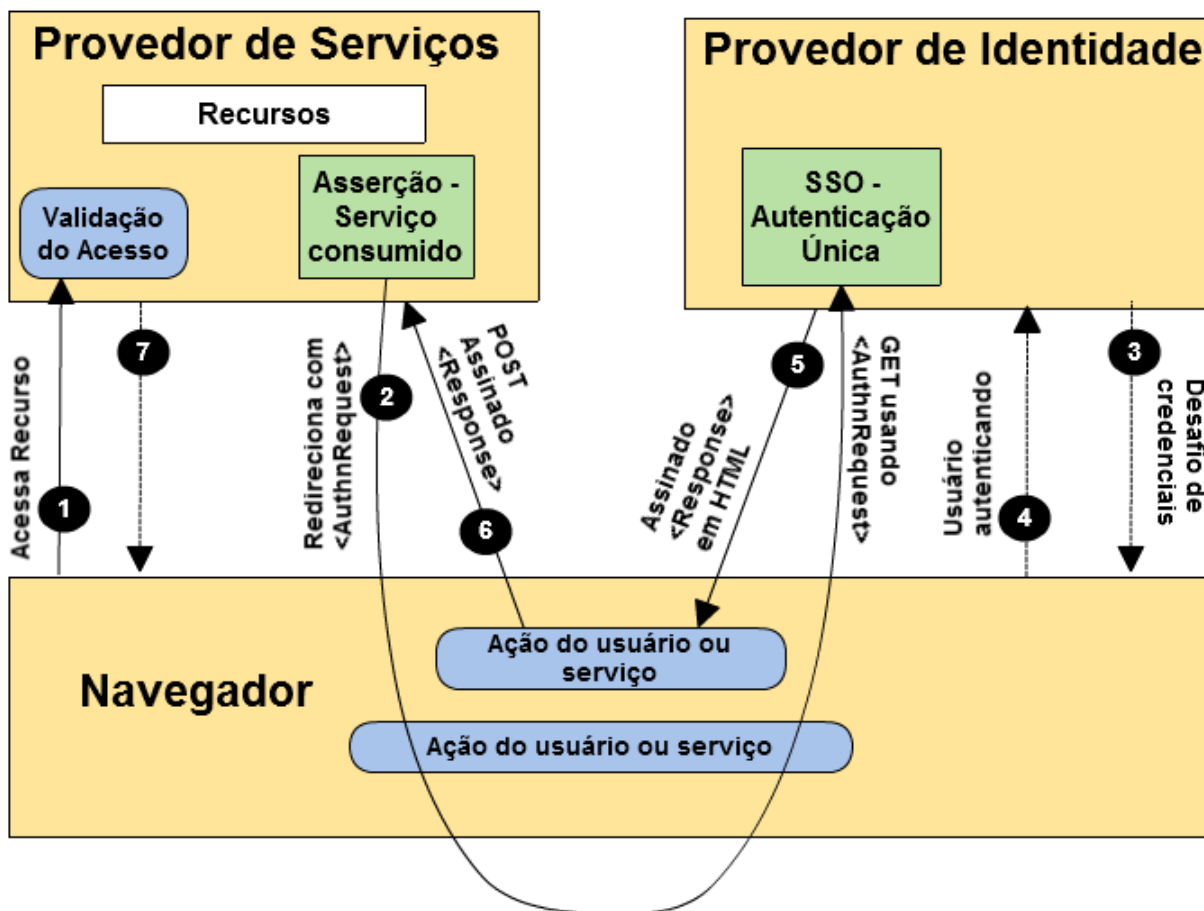 Provedor de Serviços
Recursos
Validação
do Acesso
Asserção -
Serviço
consumido
Provedor de Identidade
SSO -
Autenticação
Única
Acessa Recurso
1
7
Redireciona com
<AuthnRequest>
2
POST
Assinado
<Response>
6
Assinado
<Response>
em HTML
5
GET usando
<AuthnRequest>
Usuário
autenticando
4
3
Desafio de
credenciais
Navegador
Ação do usuário ou
serviço
Ação do usuário ou serviço